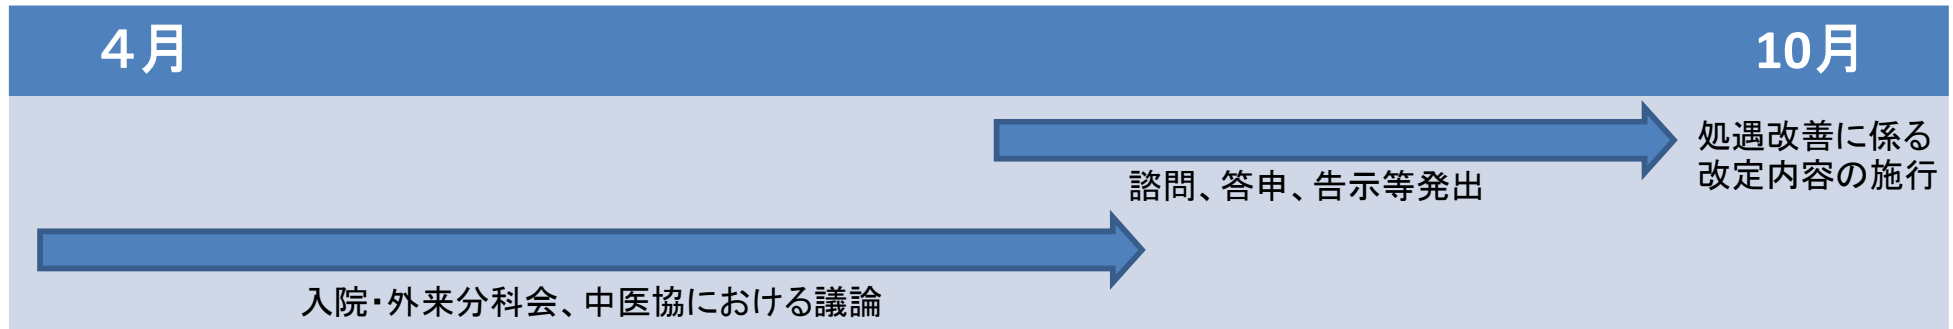 ４月
10月
処遇改善に係る
改定内容の施行
諮問、答申、告示等発出
入院・外来分科会、中医協における議論